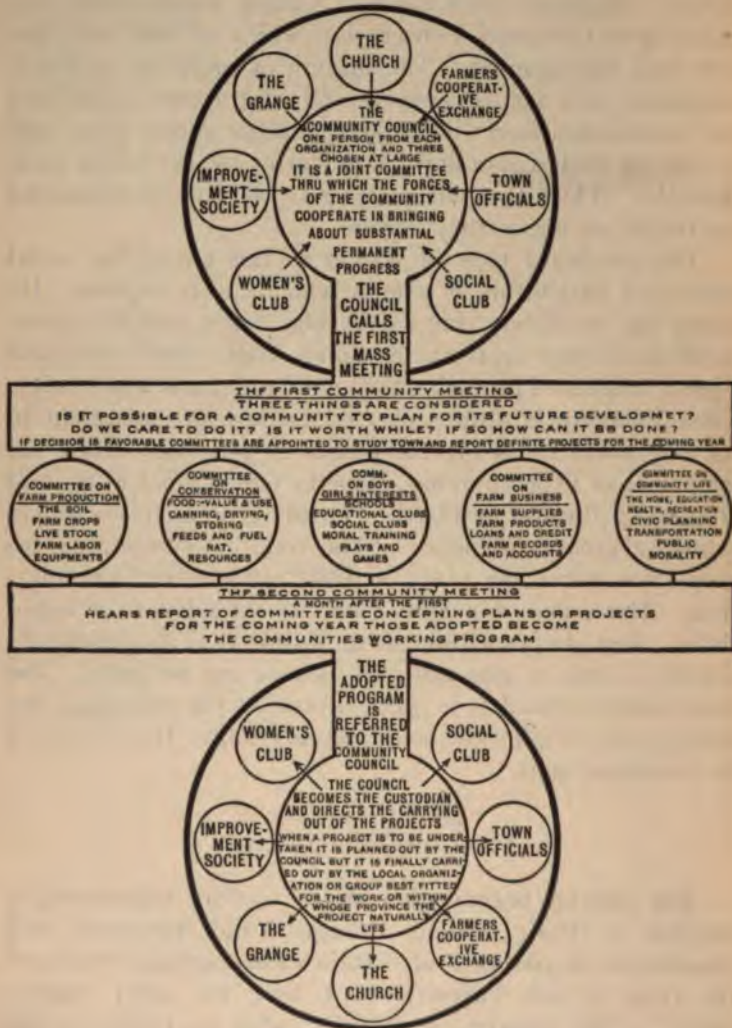 THE
CHURCH
THE
GRANGE
FARMERS
COOPERAT-
IVE
EXCHANGE
IMPROVE-
MENT
SOCIETY
TOWN
OFFICIALS
WOMEN'S
CLUB
SOCIAL
CLUB
THE
COMMUNITY COUNCIL
ONE PERSON FROM EACH
ORGANIZATION AND THREE
CHOSEN AT LARGE
IT IS A JOINT COMMITTEE
THRU WHICH THE FORCES
OF THE COMMUNITY
COOPERATE IN BRINGING
ABOUT SUBSTANTIAL
PERMANENT
PROGRESS
THE
COUNCIL
CALLS
THE FIRST
MASS
MEETING
THF FIRST COMMUNITY MEETING
THREE THINGS ARE CONSIDERED
IS IT POSSIBLE FOR A COMMUNITY TO PLAN FOR ITS FUTURE DEVELOPMET?
DO WE CARE TO DO IT? IS IT WORTH WHILE? IF SO HOW CAN IT BB DONE?
IF DECISION IS FAVORABLE COMMITTEES ARE APPOINTED TO STUDY TOWN AND REPORT DEFINITE PROJECTS FOR THE COMING YEAR
COMMITTEE ON
FARM PRODUCTION
THE SOIL
FARM CROPS
LIVE STOCK
FARM LABOR
EQUIPMENTS
COMMITTEE
ON
CONSERVATION
FOOD:-VALUE & USE
CANNING, DRYING,
STORING
FEEDS AND FUEL
NAT.
RESOURCES
COMM-
ON BOYS
GIRLS INTERESTS
SCHOOLS
EDUCATIONAL CLUBS
SOCIAL CLUBS
MORAL TRAINING
PLAYS AND
GAMES
COMMITTEE
ON
FARM BUSINESS
FARM SUPPLIES
FARM PRODUCTS
LOANS AND CREDIT
FARM RECORDS
AND ACCOUNTS
COMMITTEE ON
COMMUNITY LIFE
THE HOME, EDUCATION
HEALTH, RECREATION
CIVIC PLANNING
TRANSPORTATION
PUBLIC
MORALITY
THF SECOND COMMUNITY MEETING
A MONTH AFTER THE FIRST
HEARS REPORT OF COMMITTEES CONCERNING PLANS OR PROJECTS
FOR THE COMING YEAR THOSE ADOPTED BECOME
THE COMMUNITIES WORKING PROGRAM
THE
ADOPTED
PROGRAM
IS
REFERRED
TO THE
COMMUNITY
COUNCIL
THE COUNCIL
BECOMES THE CUSTODIAN
AND DIRECTS THE CARRYING
OUT OF THE PROJECTS
WHEN A PROJECT IS TO BE UNDER-
TAKEN IT IS PLANNED OUT BY THE
COUNCIL BUT IT IS FINALLY CARRI-
ED OUT BY THE LOCAL ORGANIZ-
ATION OR GROUP BEST FITTED
FOR THE WORK OR WITHIN
WHOSE PROVINCE THE
PROJECT NATURALLY
LIES
WOMEN'S
CLUB
SOCIAL
CLUB
IMPROVE-
MENT
SOCIETY
TOWN
OFFICIALS
THE
GRANGE
FARMERS
COOPERAT-
IVE
EXCHANGE
THE
CHURCH